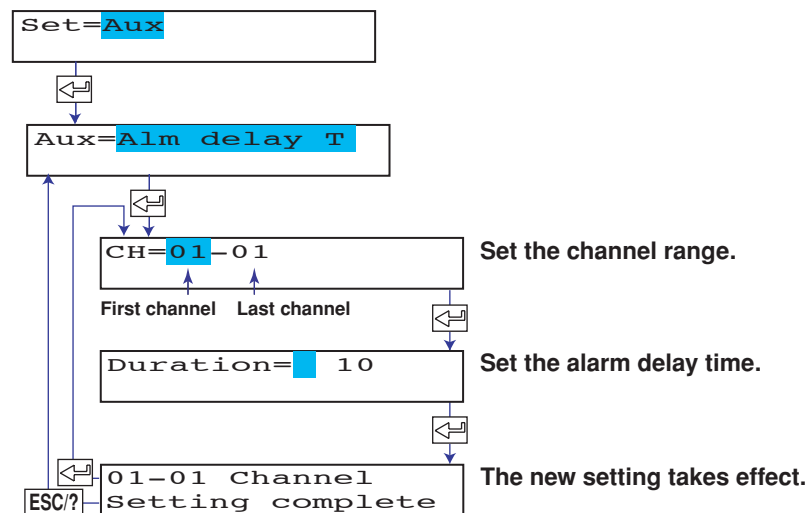 Set=Aux
Aux=Alm delay T
CH=01-01
Set the channel range.
First channel Last channel
Duration= 10
Set the alarm delay time.
01-01 Channel
The new setting takes effect.
ESC/?
Setting complete